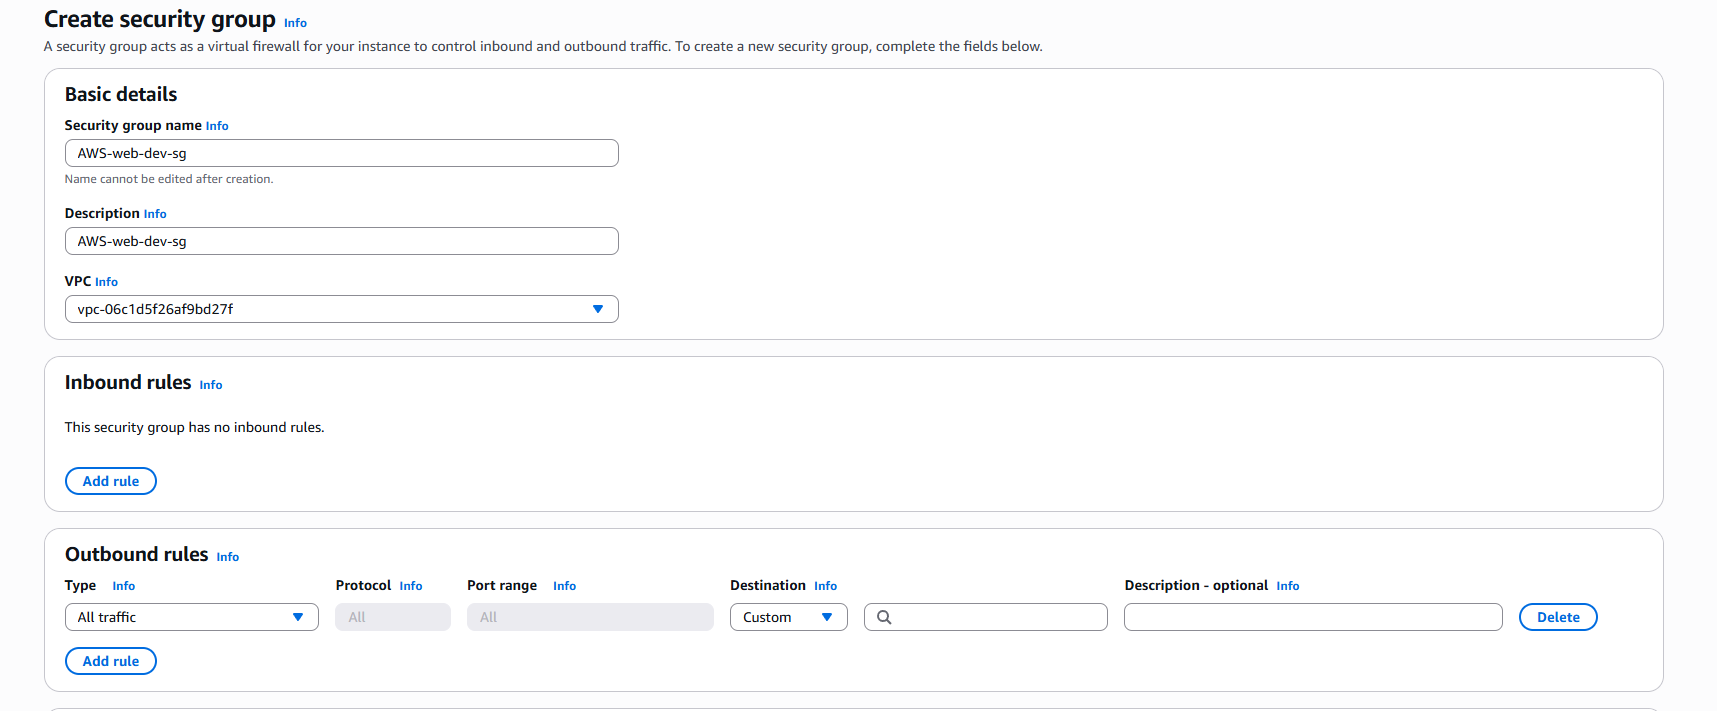 Create security group Info
A security group acts as a virtual firewall for your instance to control inbound and outbound traffic. To create a new security group, complete the fields below.
Basic details
Security group name Info
AWS-web-dev-sg
Name cannot be edited after creation.
Description Info
AWS-web-dev-sg
VPC Info
vpc-06c1d5f26af9bd27f
Inbound rules Info
This security group has no inbound rules.
Add rule
Outbound rules Info
Type Info Protocol Info Port range Info Destination Info Description - optional Info
All traffic All All Custom Delete
Add rule